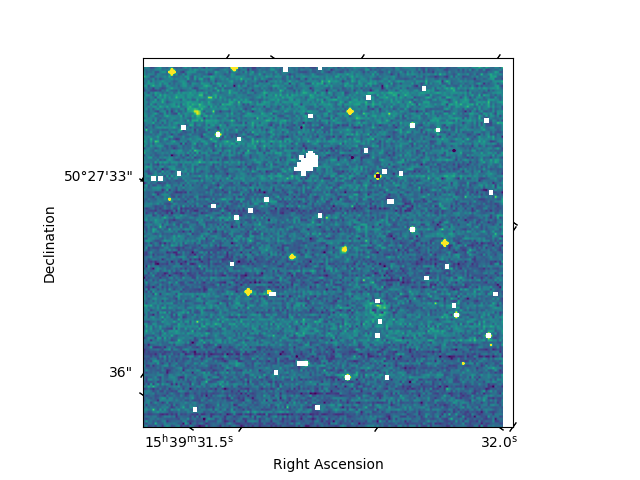 50°27'33"
Declination
36"
15ʰ39ᵐ31.5ˢ
32.0ˢ
Right Ascension